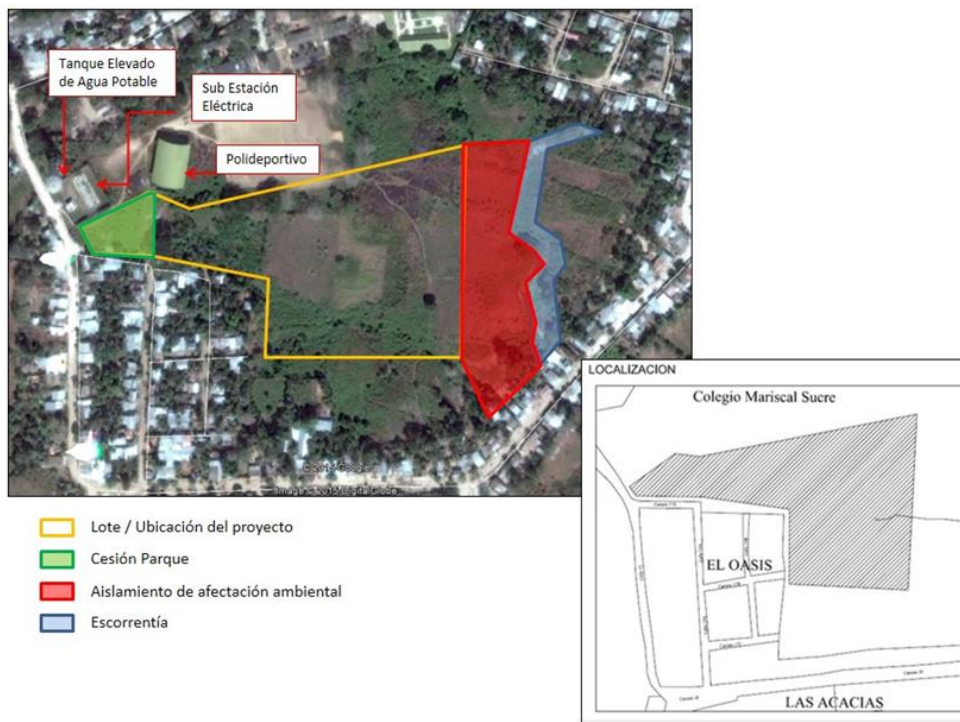 Tanque Elevado
de Agua Potable
Sub Estación
Eléctrica
Polideportivo
Lote / Ubicación del proyecto
Cesión Parque
Aislamiento de afectación ambiental
Escorrentía
LOCALIZACION
Colegio Mariscal Sucre
EL OASIS
LAS ACACIAS